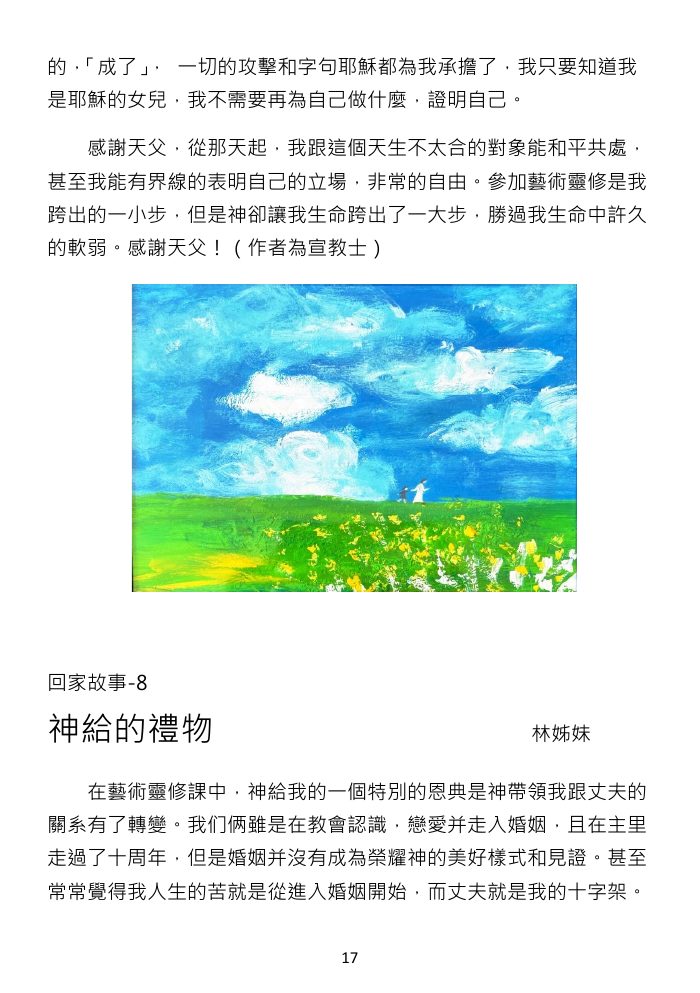 的，「成了」， 一切的攻擊和字句耶穌都為我承擔了，我只要知道我
是耶穌的女兒，我不需要再為自己做什麼，證明自己。
感謝天父，從那天起，我跟這個天生不太合的對象能和平共處，
甚至我能有界線的表明自己的立場，非常的自由。參加藝術靈修是我
跨出的一小步，但是神卻讓我生命跨出了一大步，勝過我生命中許久
的軟弱。感謝天父！（作者為宣教士）
回家故事-8
神給的禮物 林姊妹
在藝術靈修課中，神給我的一個特別的恩典是神帶領我跟丈夫的
關系有了轉變。我们俩雖是在教會認識，戀愛并走入婚姻，且在主里
走過了十周年，但是婚姻并沒有成為榮耀神的美好樣式和見證。甚至
常常覺得我人生的苦就是從進入婚姻開始，而丈夫就是我的十字架。
17